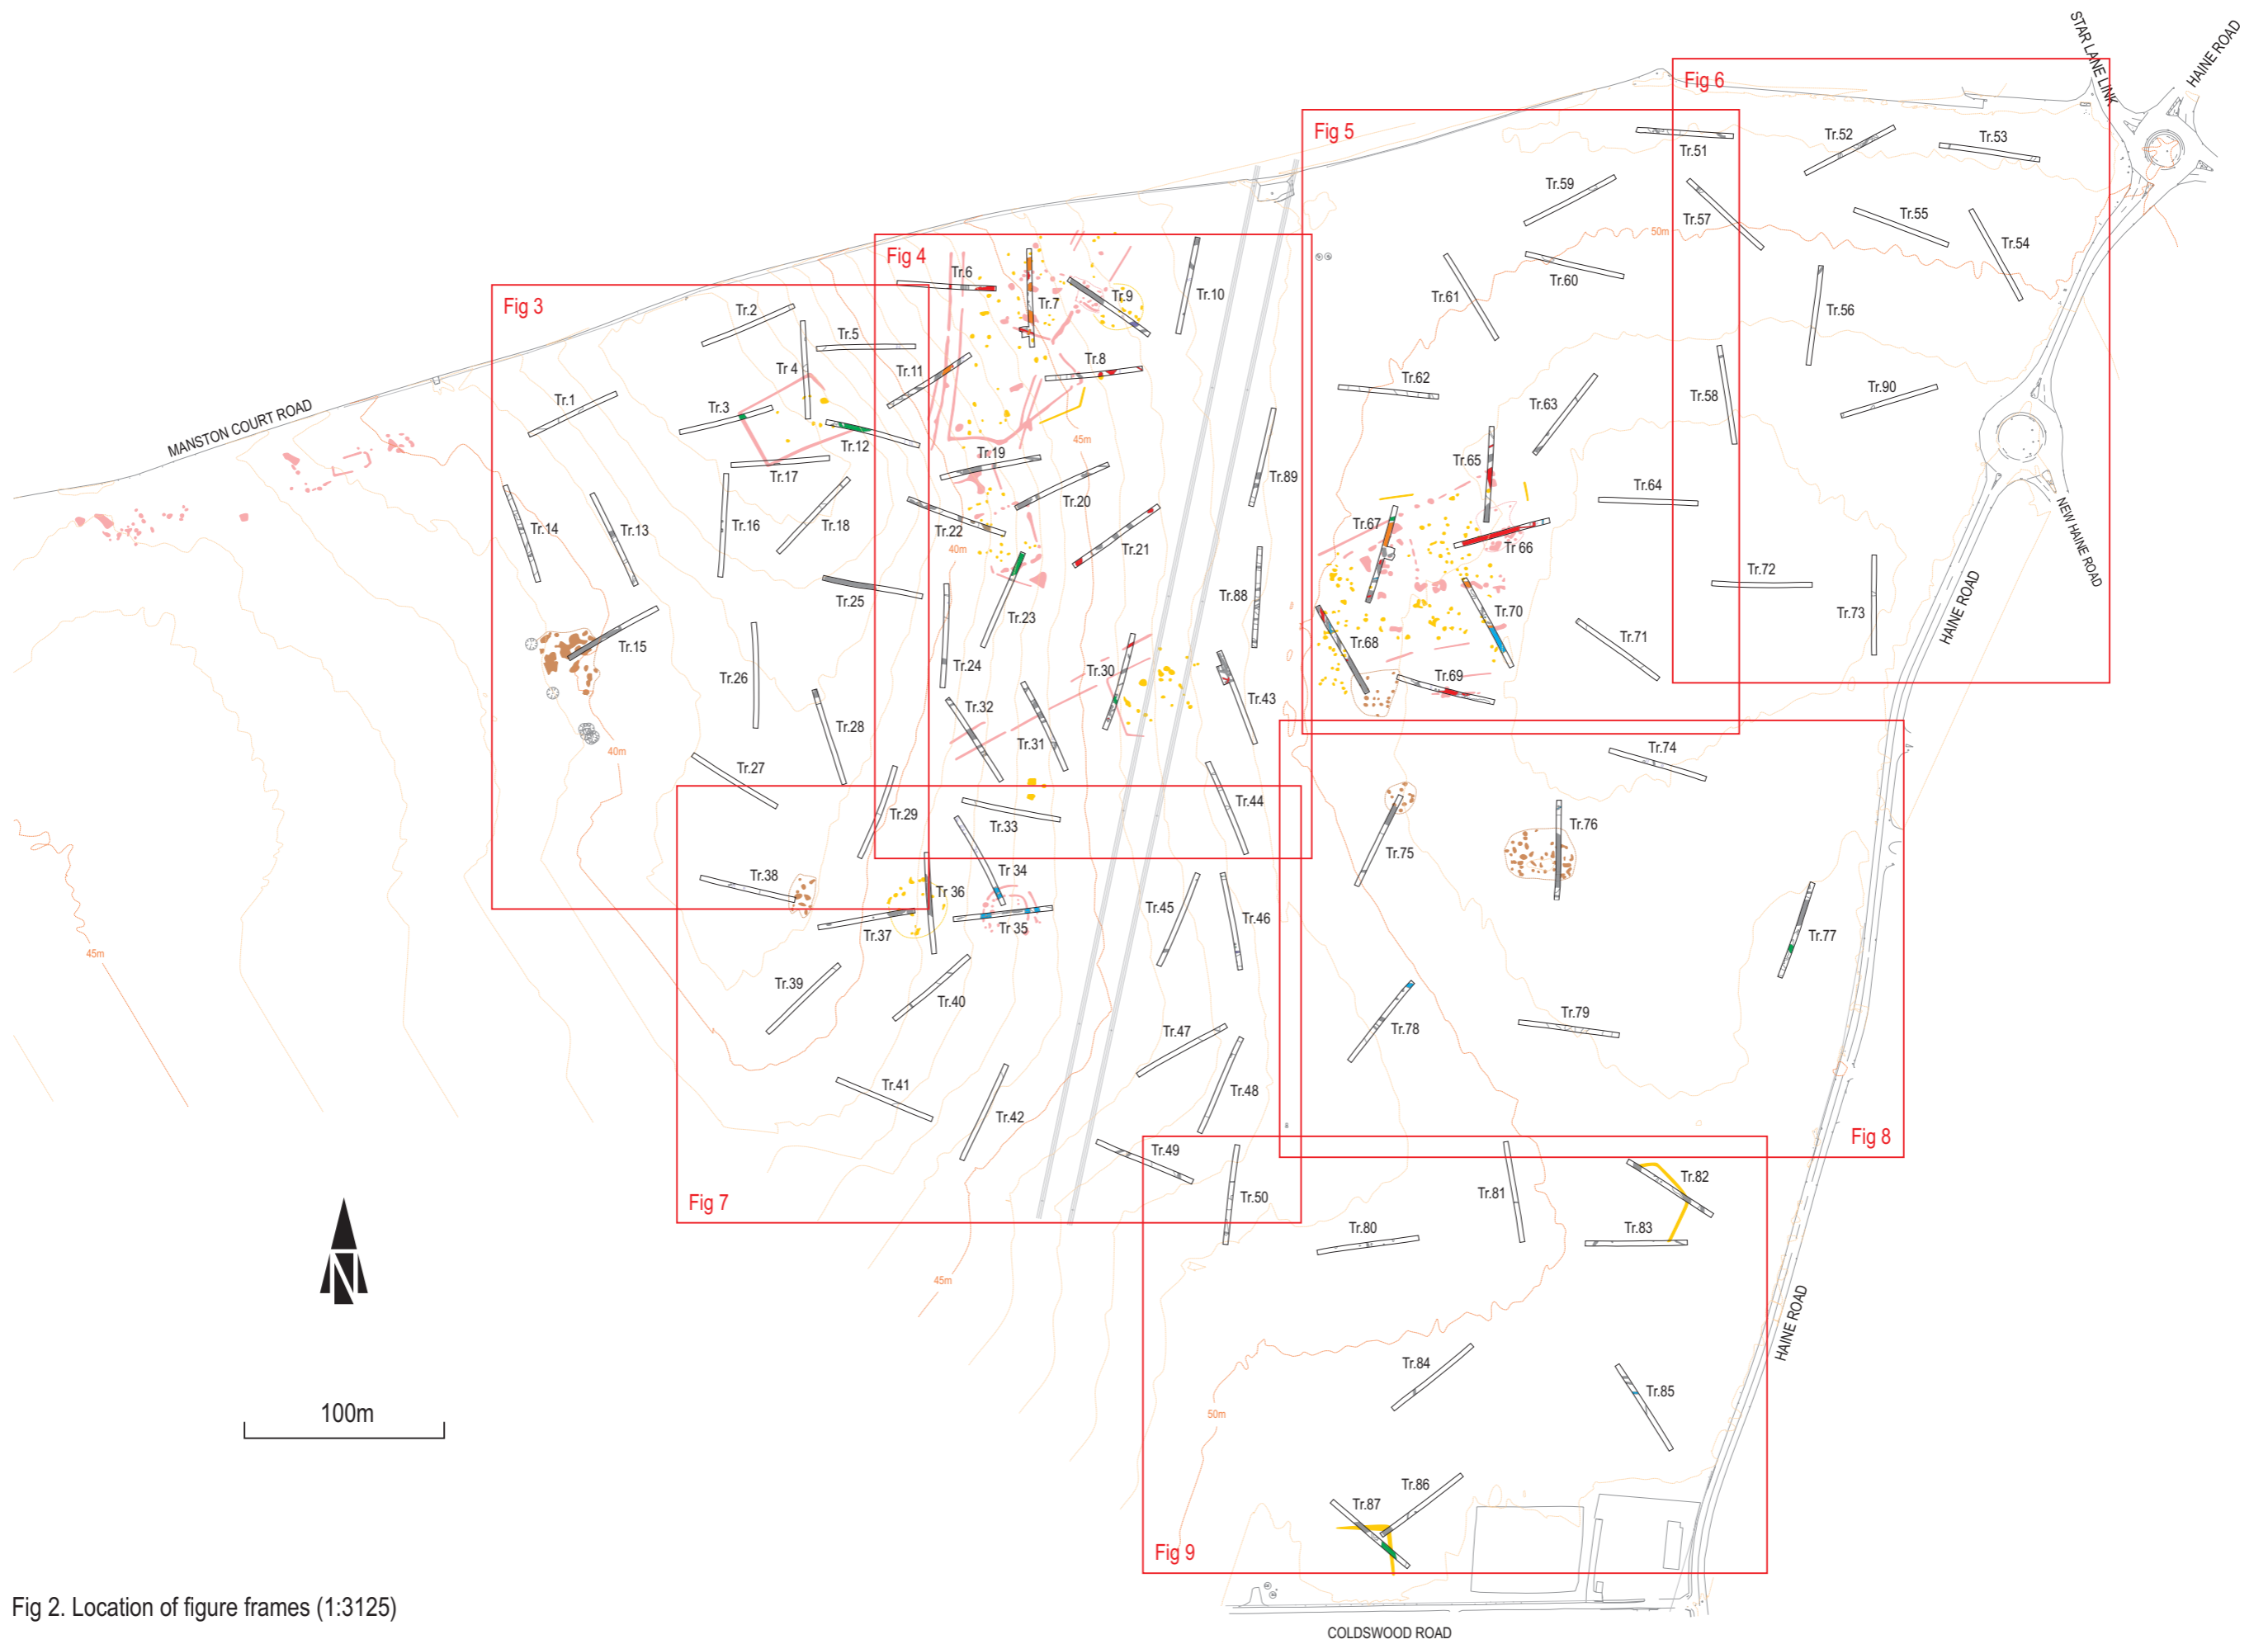 STAR LANE LINK
HAINE ROAD
Fig 6
Fig 5
Tr.51
Tr.52
Tr.53
Tr.59
Tr.57
Tr.55
Tr.54
50m
Fig 4
Tr.6
Tr.7
Tr.9
Tr.10
Tr.60
Tr.61
Tr.56
Fig 3
Tr.2
Tr.5
Tr 4
Tr.11
Tr.8
Tr.62
Tr.63
Tr.58
Tr.90
Tr.1
Tr.3
Tr.12
MANSTON COURT ROAD
45m
Tr.17
Tr.19
Tr.20
Tr.89
Tr.65
Tr.64
Tr.14
Tr.13
Tr.16
Tr.18
Tr.22
40m
Tr.21
Tr.67
Tr 66
NEW HAINE ROAD
Tr.25
Tr.23
Tr.88
Tr.70
Tr.72
Tr.73
HAINE ROAD
Tr.15
Tr.24
Tr.68
Tr.71
Tr.26
Tr.30
Tr.69
Tr.43
Tr.28
Tr.32
Tr.31
40m
Tr.27
Tr.74
Tr.29
Tr.33
Tr.44
Tr.76
Tr.75
Tr.38
Tr 34
Tr 36
Tr.37
Tr 35
Tr.45
Tr.46
Tr.77
45m
Tr.39
Tr.40
Tr.47
Tr.78
Tr.79
Tr.41
Tr.42
Tr.48
Fig 8
Tr.49
Tr.50
Fig 7
Tr.81
Tr.82
Tr.80
Tr.83
45m
HAINE ROAD
Tr.84
Tr.85
50m
N
100m
Tr.87
Tr.86
Fig 9
Fig 2. Location of figure frames (1:3125)
COLDSWOOD ROAD